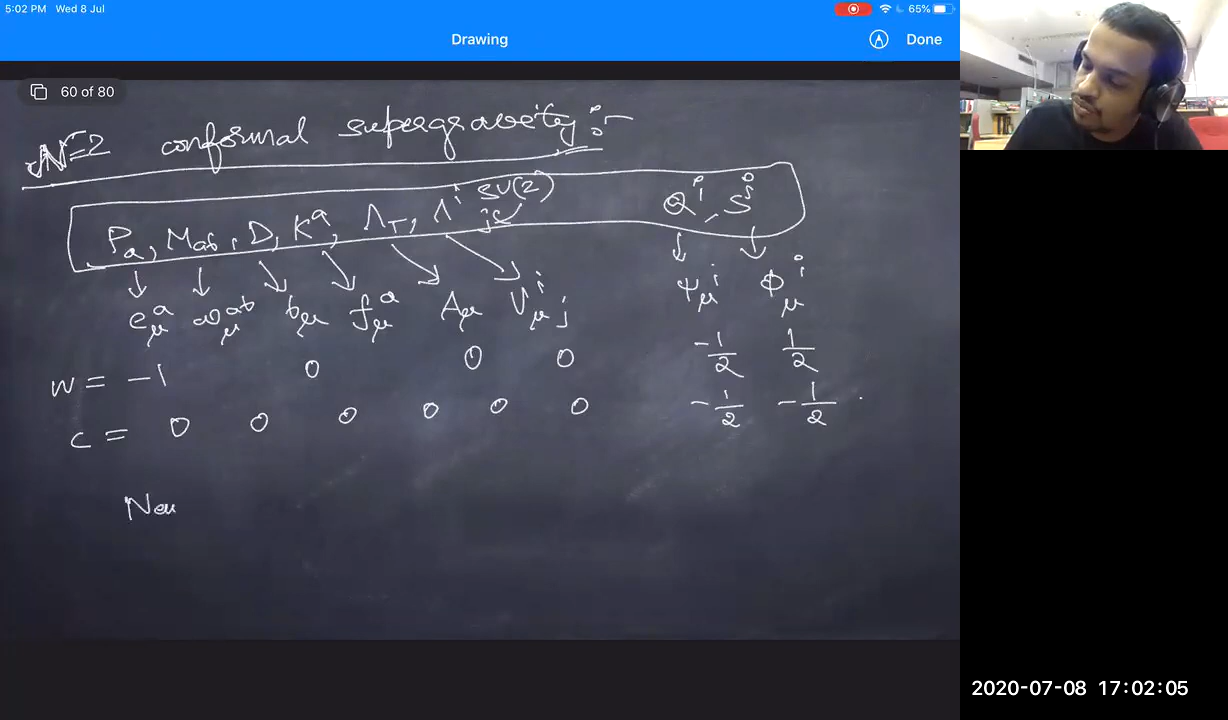 5:02 PM Wed 8 Jul 65%
Drawing Done
60 of 80
N=2 conformal supergravity :-
P_a, M_ab, D, K^a, Λ_T, Λ^i_j SU(2) Q^i, S^i
e_μ^a ω_μ^ab b_μ f_μ^a A_μ V_μ^i_j ψ_μ^i Φ_μ^i
w = -1 0 0 0 -1/2 1/2
c = 0 0 0 0 0 0 -1/2 -1/2
New
2020-07-08 17:02:05